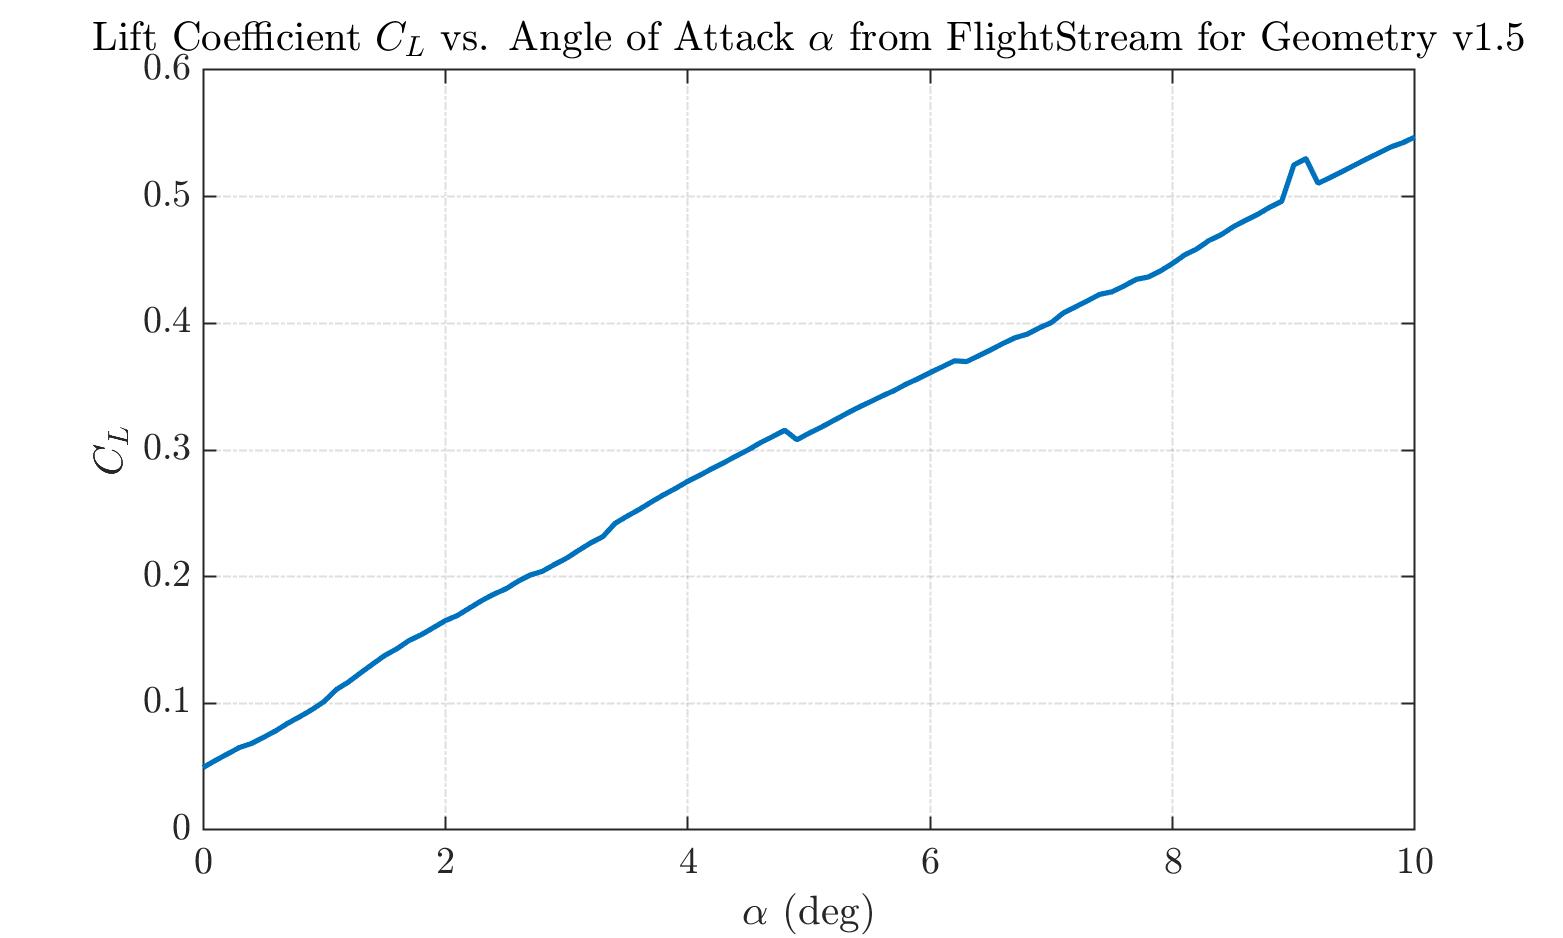 Lift Coefficient C_L vs. Angle of Attack α from FlightStream for Geometry v1.5
0.6
0.5
0.4
0.3
0.2
0.1
0
C_L
0 2 4 6 8 10
α (deg)